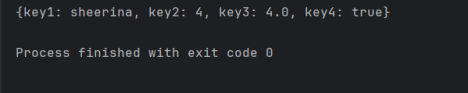 {key1: sheerina, key2: 4, key3: 4.0, key4: true}
Process finished with exit code 0